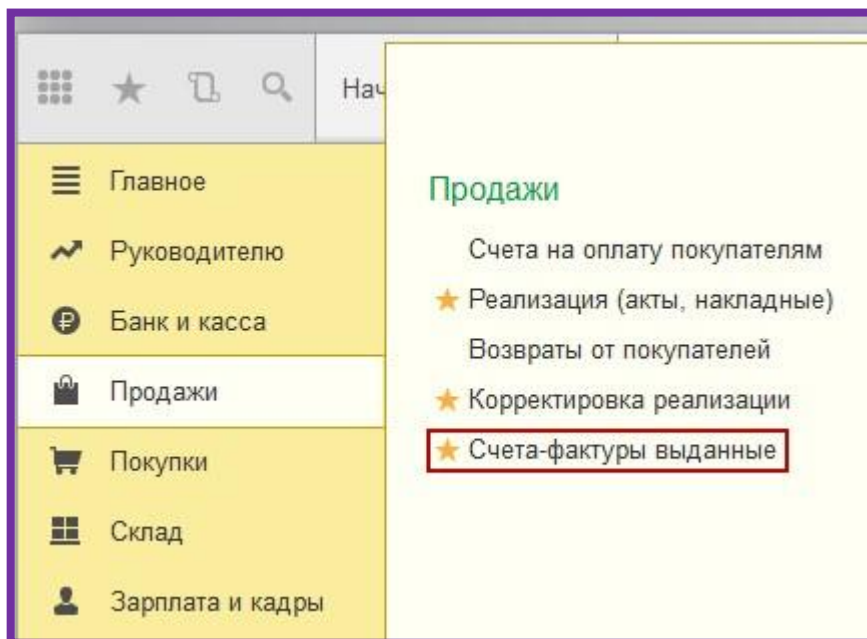 Нач
Главное
Руководителю
Банк и касса
Продажи
Покупки
Склад
Зарплата и кадры
Продажи
Счета на оплату покупателям
Реализация (акты, накладные)
Возвраты от покупателей
Корректировка реализации
Счета-фактуры выданные